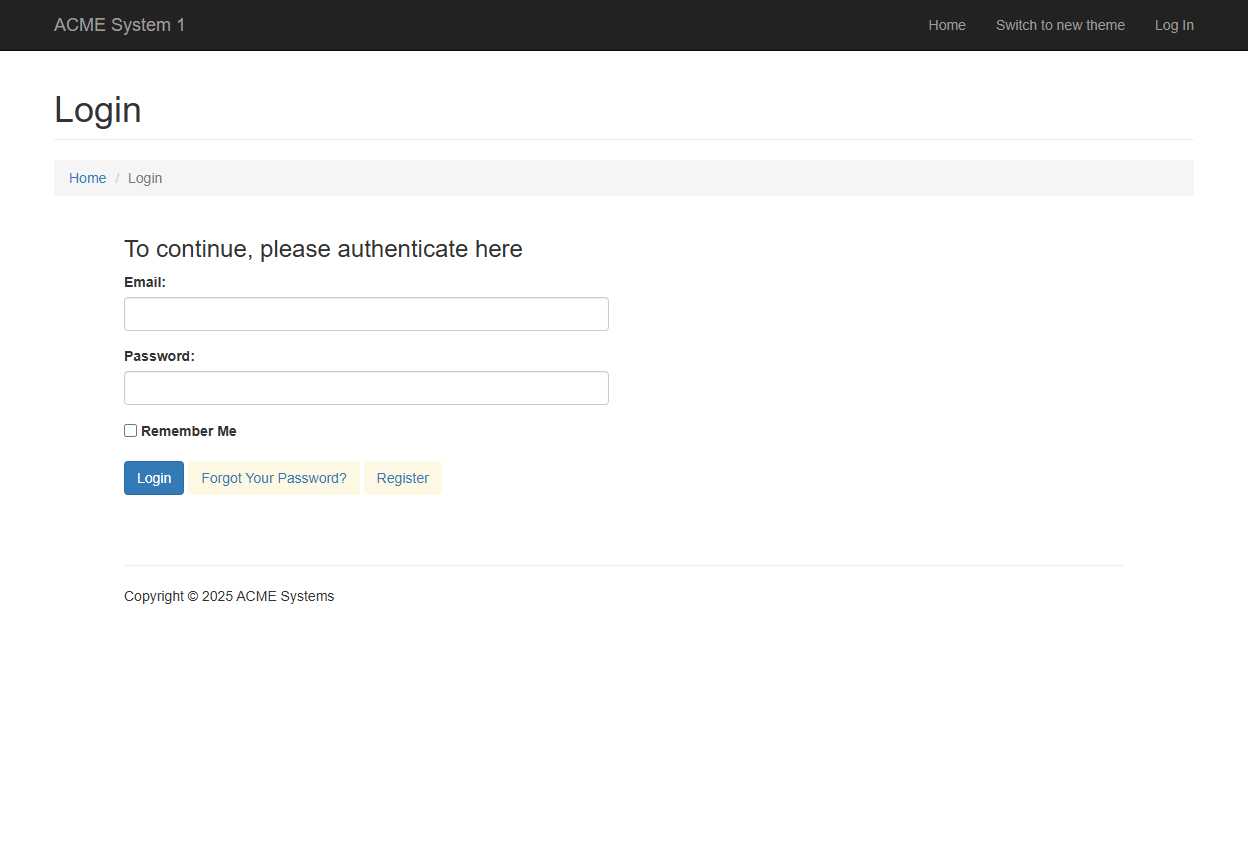 ACME System 1 Home Switch to new theme Log In
Login
Home / Login
To continue, please authenticate here
Email:
Password:
Remember Me
Login Forgot Your Password? Register
Copyright © 2025 ACME Systems